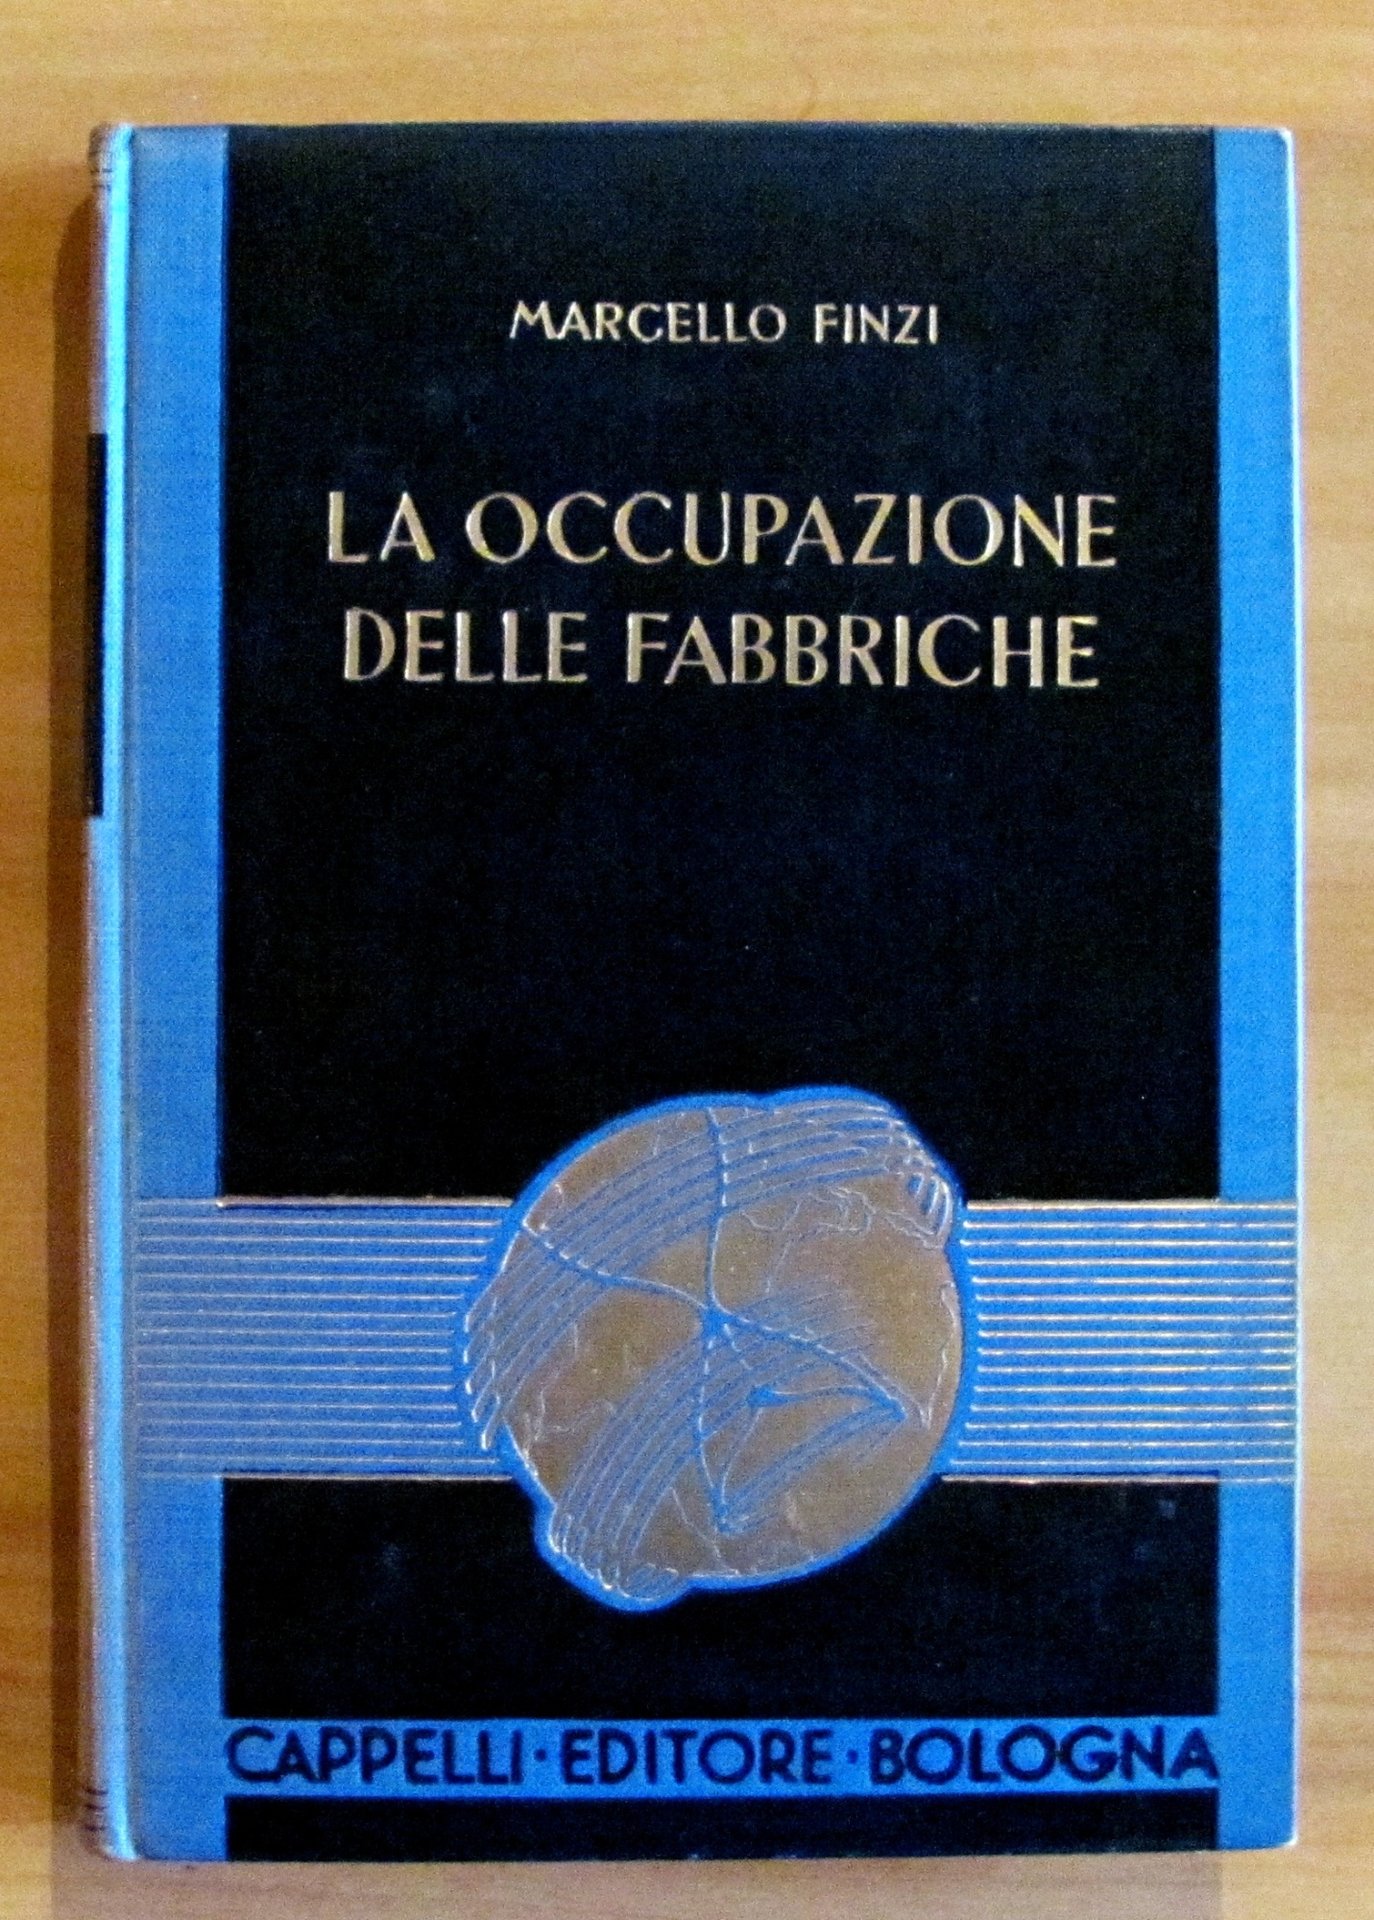 MARCELLO FINZI
LA OCCUPAZIONE
DELLE FABBRICHE
CAPPELLI·EDITORE·BOLOGNA